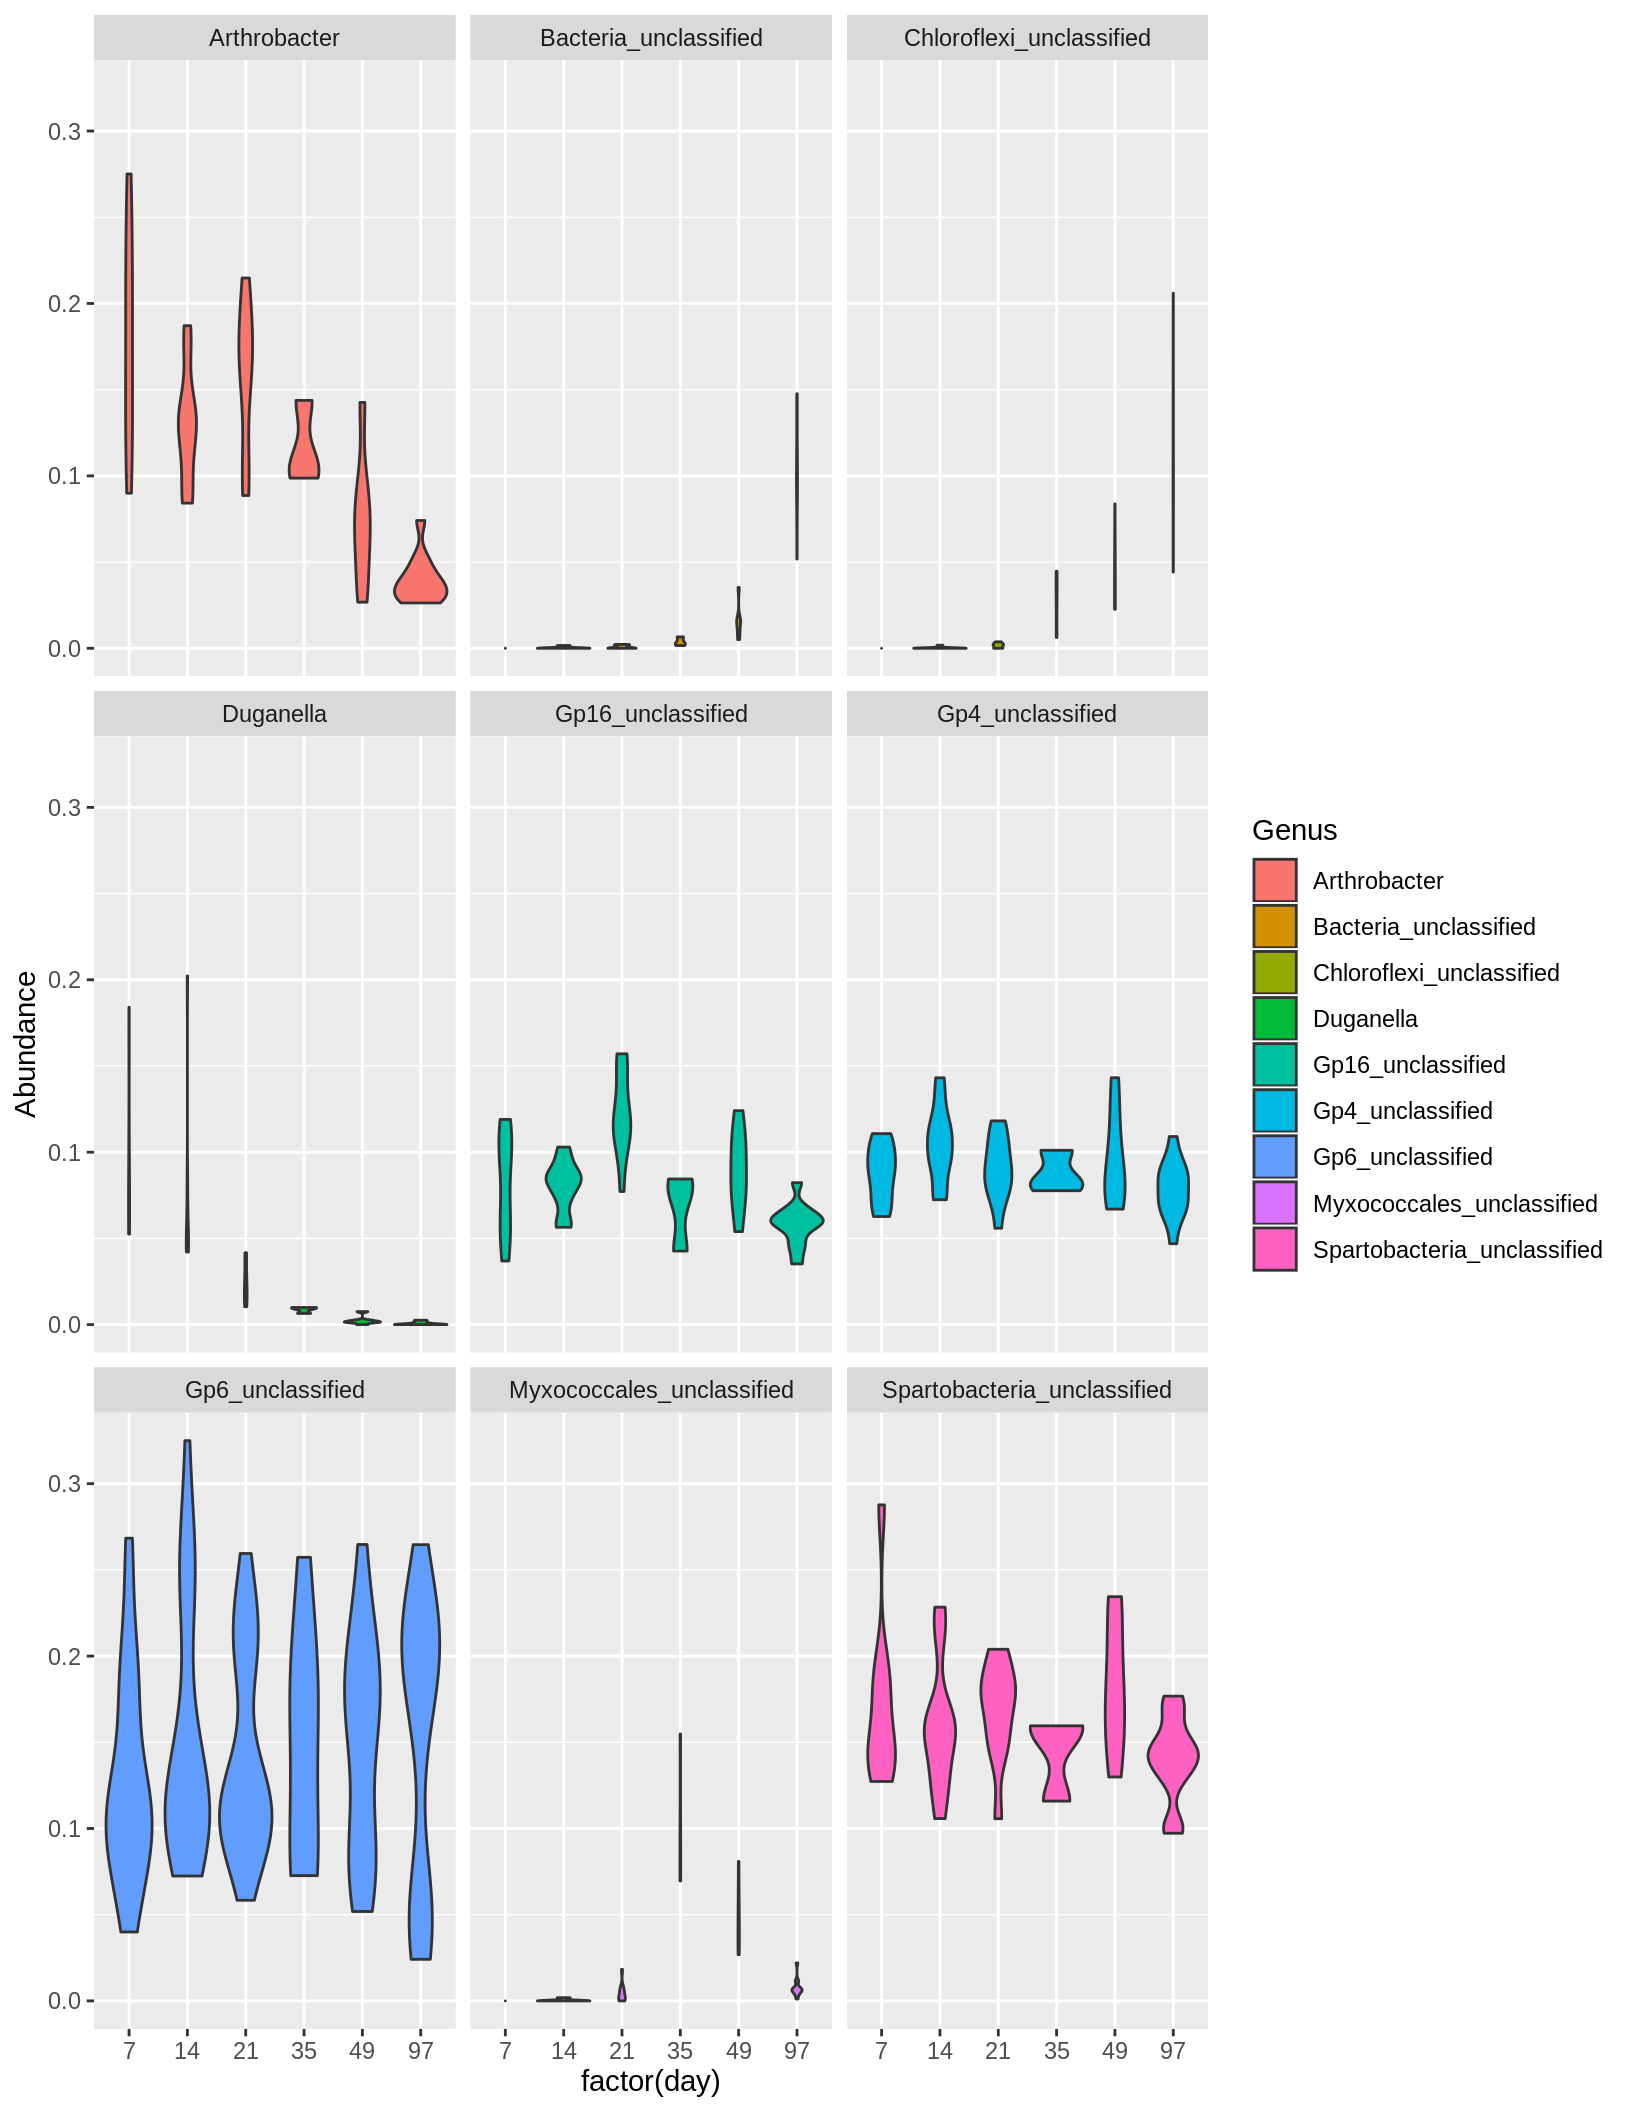 Arthrobacter
Bacteria_unclassified
Chloroflexi_unclassified
0.3
0.2
0.1
0.0
Duganella
Gp16_unclassified
Gp4_unclassified
0.3
0.2
0.1
0.0
Gp6_unclassified
Myxococcales_unclassified
Spartobacteria_unclassified
0.3
0.2
0.1
0.0
7 14 21 35 49 97
7 14 21 35 49 97
7 14 21 35 49 97
factor(day)
Abundance
Genus
Arthrobacter
Bacteria_unclassified
Chloroflexi_unclassified
Duganella
Gp16_unclassified
Gp4_unclassified
Gp6_unclassified
Myxococcales_unclassified
Spartobacteria_unclassified